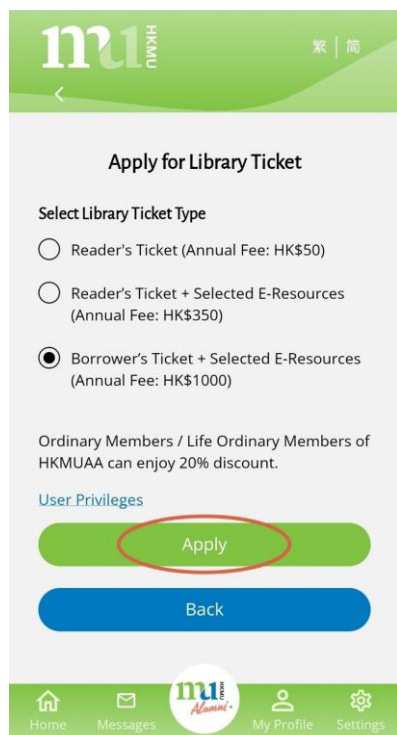 mu HKMU
繁 | 简
Apply for Library Ticket
Select Library Ticket Type
Reader's Ticket (Annual Fee: HK$50)
Reader's Ticket + Selected E-Resources
(Annual Fee: HK$350)
Borrower's Ticket + Selected E-Resources
(Annual Fee: HK$1000)
Ordinary Members / Life Ordinary Members of
HKMUAA can enjoy 20% discount.
User Privileges
Apply
Back
mu HKMU
Alumni
Home Messages My Profile Settings